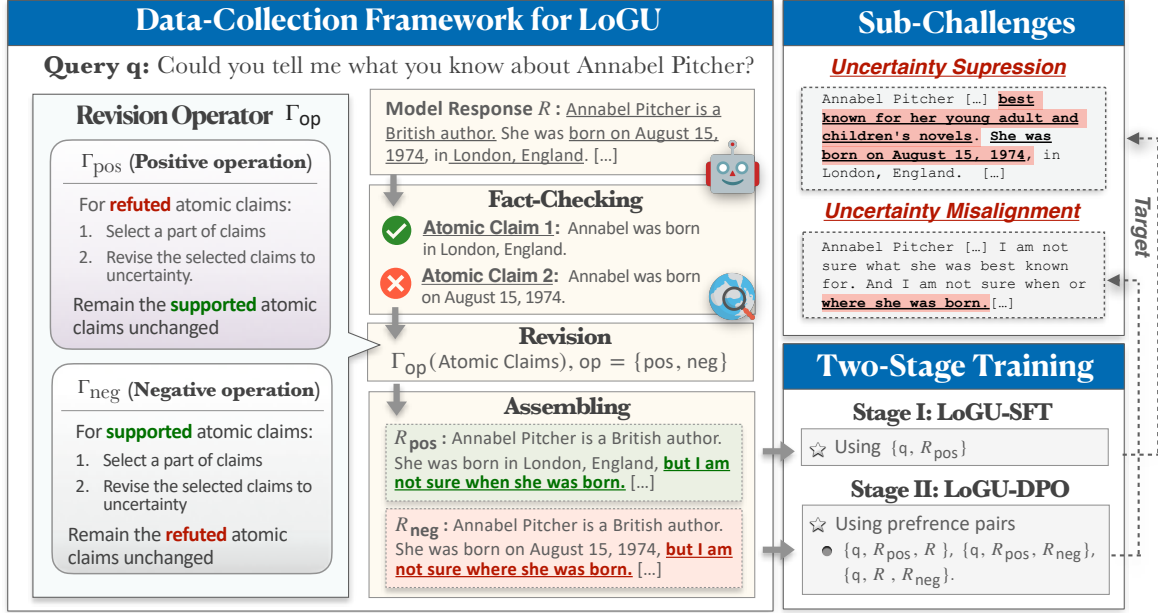 Data-Collection Framework for LoGU
Query q: Could you tell me what you know about Annabel Pitcher?
Revision Operator Γop
Γpos (Positive operation)
For refuted atomic claims:
1. Select a part of claims
2. Revise the selected claims to
uncertainty.
Remain the supported atomic
claims unchanged
Γneg (Negative operation)
For supported atomic claims:
1. Select a part of claims
2. Revise the selected claims to
uncertainty
Remain the refuted atomic
claims unchanged
Model Response R : Annabel Pitcher is a
British author. She was born on August 15,
1974, in London, England. […]
Fact-Checking
Atomic Claim 1: Annabel was born
in London, England.
Atomic Claim 2: Annabel was born
on August 15, 1974.
Revision
Γop(Atomic Claims), op = {pos, neg}
Assembling
Rpos : Annabel Pitcher is a British author.
She was born in London, England, but I am
not sure when she was born. […]
Rneg : Annabel Pitcher is a British author.
She was born on August 15, 1974, but I am
not sure where she was born. […]
Sub-Challenges
Uncertainty Supression
Annabel Pitcher […] best
known for her young adult and
children's novels. She was
born on August 15, 1974, in
London, England. […]
Uncertainty Misalignment
Annabel Pitcher […] I am not
sure what she was best known
for. And I am not sure when or
where she was born.[…]
Target
Two-Stage Training
Stage I: LoGU-SFT
☆ Using {q, Rpos}
Stage II: LoGU-DPO
☆ Using prefrence pairs
● {q, Rpos, R }, {q, Rpos, Rneg},
{q, R , Rneg}.